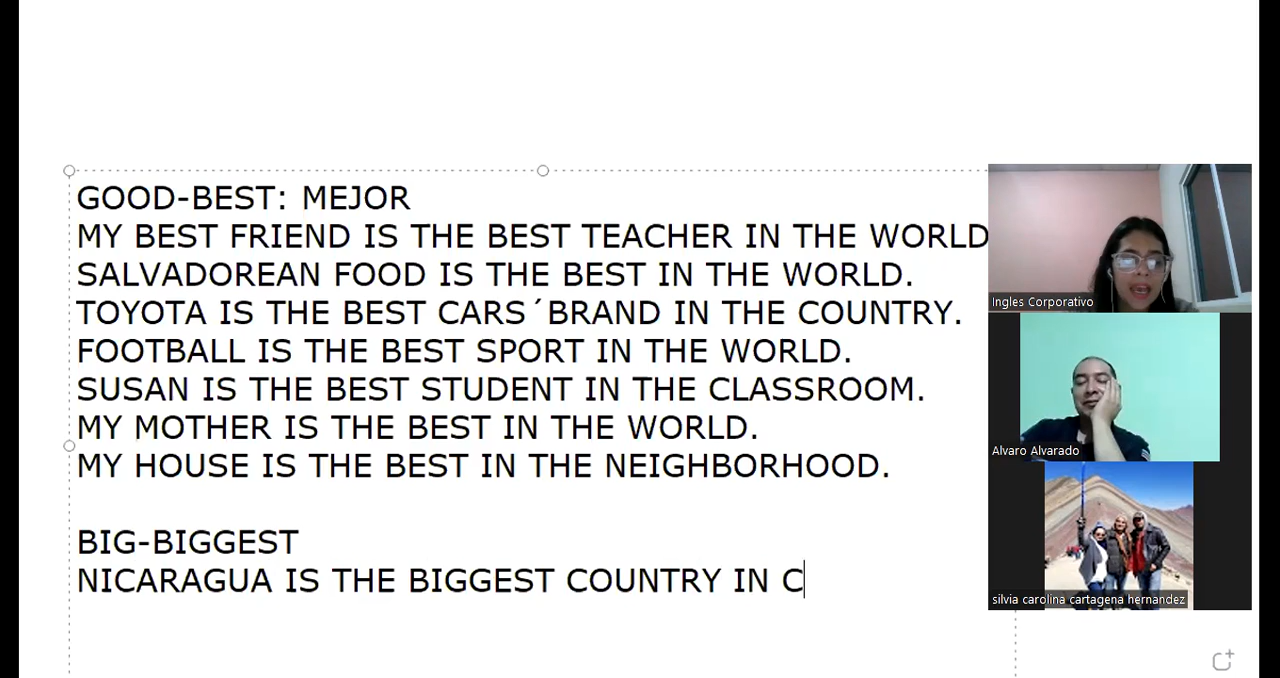 GOOD-BEST: MEJOR
MY BEST FRIEND IS THE BEST TEACHER IN THE WORLD
SALVADOREAN FOOD IS THE BEST IN THE WORLD.
TOYOTA IS THE BEST CARS´BRAND IN THE COUNTRY.
FOOTBALL IS THE BEST SPORT IN THE WORLD.
SUSAN IS THE BEST STUDENT IN THE CLASSROOM.
MY MOTHER IS THE BEST IN THE WORLD.
MY HOUSE IS THE BEST IN THE NEIGHBORHOOD.
BIG-BIGGEST
NICARAGUA IS THE BIGGEST COUNTRY IN C
Ingles Corporativo
Alvaro Alvarado
silvia carolina cartagena hernandez